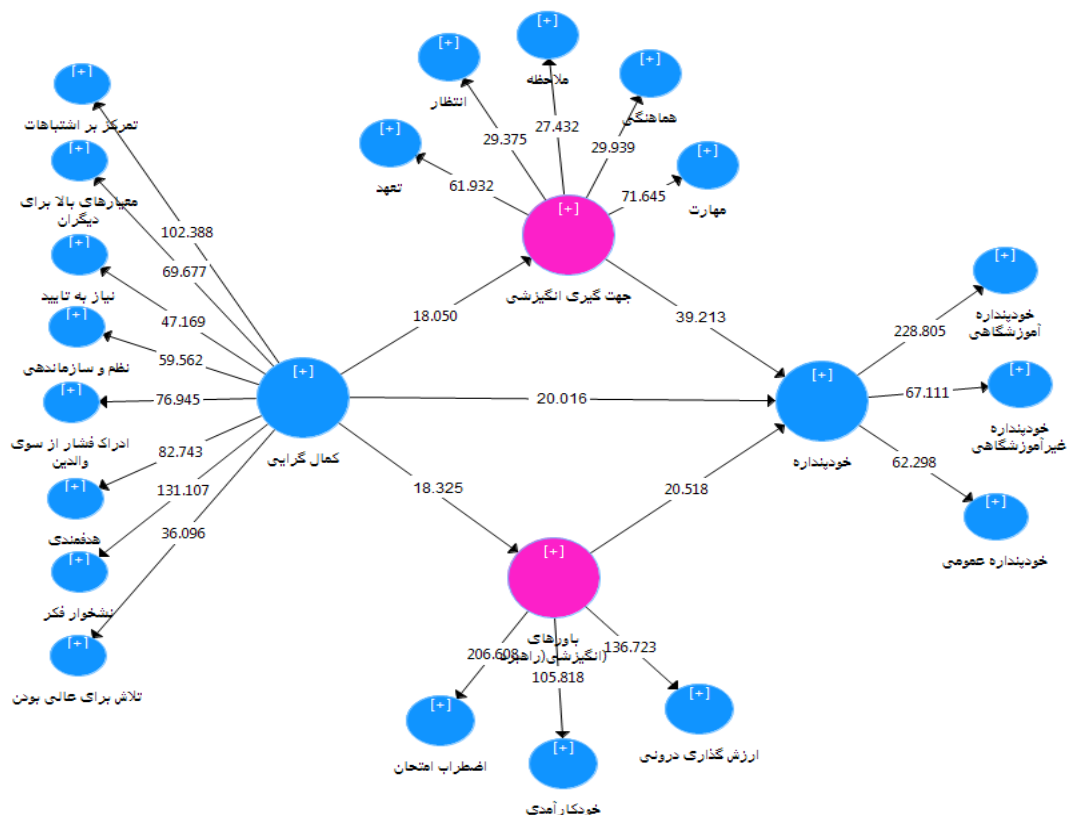 [+]
ملاحظه
[+]
انتظار
[+]
هماهنگی
[+]
تعهد
[+]
مهارت
29.375
27.432
29.939
61.932
71.645
[+]
جهت گیری انگیزشی
[+]
تمرکز بر اشتباهات
[+]
معیارهای بالا برای
دیگران
[+]
نیاز به تایید
[+]
نظم و سازماندهی
[+]
ادراک فشار از سوی
والدین
[+]
هدفمندی
[+]
نشخوار فکر
[+]
تلاش برای عالی بودن
102.388
69.677
47.169
59.562
76.945
82.743
131.107
36.096
[+]
کمال گرایی
18.050
39.213
20.016
18.325
20.518
[+]
خودپنداره
228.805
67.111
62.298
[+]
خودپنداره
آموزشگاهی
[+]
خودپنداره
غیرآموزشگاهی
[+]
خودپنداره عمومی
[+]
باورهای
انگیزشی(راهبرد)
206.608
105.818
136.723
[+]
اضطراب امتحان
[+]
خودکارآمدی
[+]
ارزش گذاری درونی